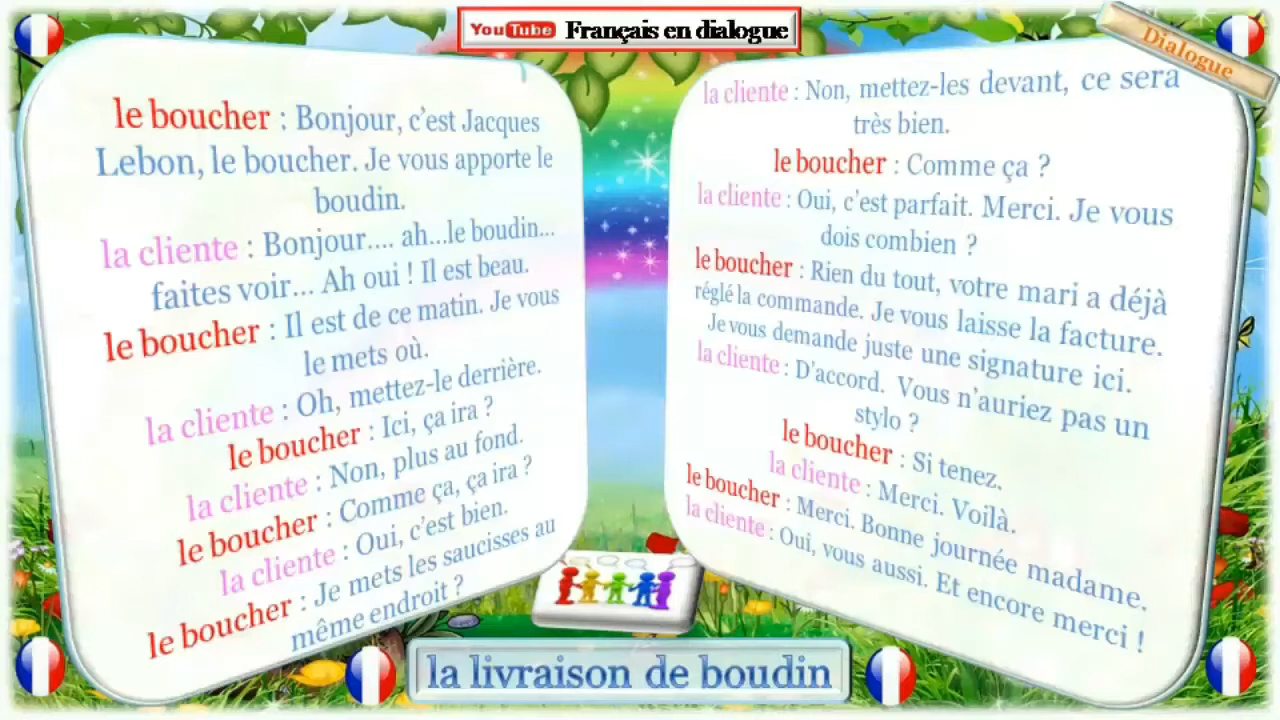 YouTube Français en dialogue
Dialogue
le boucher : Bonjour, c'est Jacques
Lebon, le boucher. Je vous apporte le
boudin.
la cliente : Bonjour.... ah...le boudin...
faites voir... Ah oui ! Il est beau.
le boucher : Il est de ce matin. Je vous
le mets où.
la cliente : Oh, mettez-le derrière.
le boucher : Ici, ça ira ?
la cliente : Non, plus au fond.
le boucher : Comme ça, ça ira ?
la cliente : Oui, c'est bien.
le boucher : Je mets les saucisses au
même endroit ?
la cliente : Non, mettez-les devant, ce sera
très bien.
le boucher : Comme ça ?
la cliente : Oui, c'est parfait. Merci. Je vous
dois combien ?
le boucher : Rien du tout, votre mari a déjà
réglé la commande. Je vous laisse la facture.
Je vous demande juste une signature ici.
la cliente : D'accord. Vous n'auriez pas un
stylo ?
le boucher : Si tenez.
la cliente : Merci. Voilà.
le boucher : Merci. Bonne journée madame.
la cliente : Oui, vous aussi. Et encore merci !
la livraison de boudin